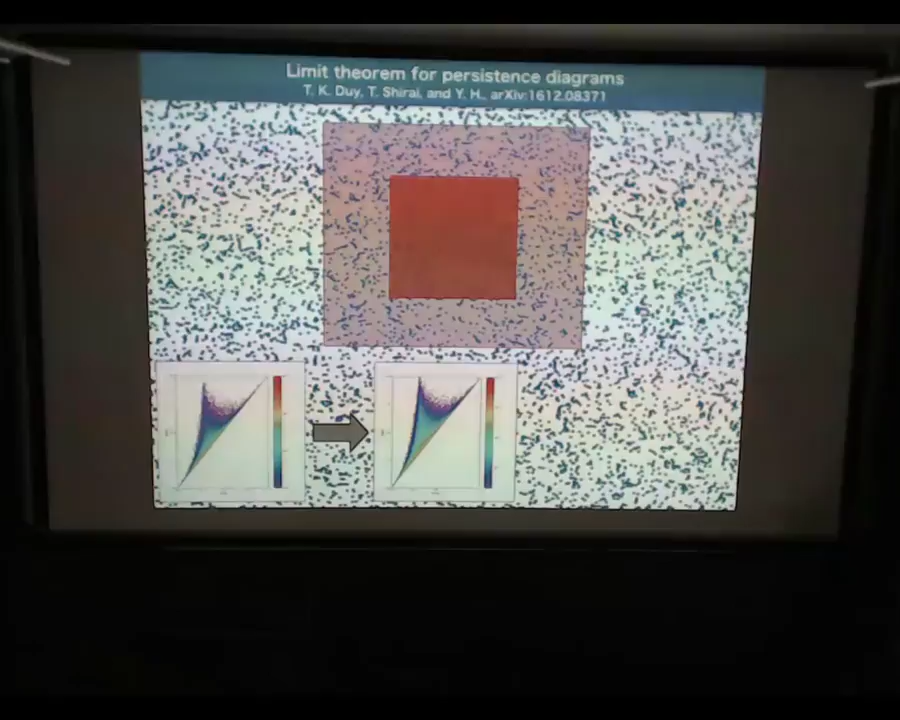 Limit theorem for persistence diagrams
T. K. Duy, T. Shirai, and Y. H., arXiv:1612.08371